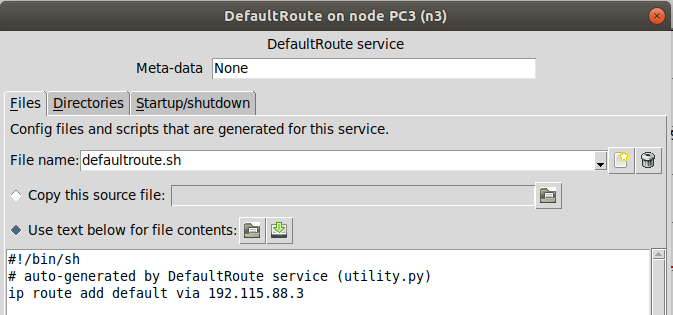 DefaultRoute on node PC3 (n3)
DefaultRoute service
Meta-data None
Files Directories Startup/shutdown
Config files and scripts that are generated for this service.
File name: defaultroute.sh
Copy this source file:
Use text below for file contents:
#!/bin/sh
# auto-generated by DefaultRoute service (utility.py)
ip route add default via 192.115.88.3